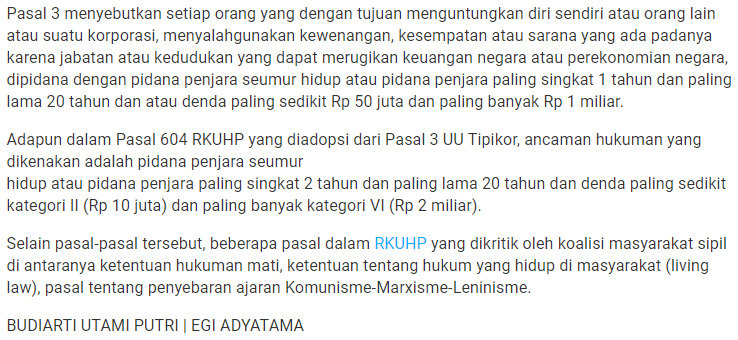 Pasal 3 menyebutkan setiap orang yang dengan tujuan menguntungkan diri sendiri atau orang lain
atau suatu korporasi, menyalahgunakan kewenangan, kesempatan atau sarana yang ada padanya
karena jabatan atau kedudukan yang dapat merugikan keuangan negara atau perekonomian negara,
dipidana dengan pidana penjara seumur hidup atau pidana penjara paling singkat 1 tahun dan paling
lama 20 tahun dan atau denda paling sedikit Rp 50 juta dan paling banyak Rp 1 miliar.
Adapun dalam Pasal 604 RKUHP yang diadopsi dari Pasal 3 UU Tipikor, ancaman hukuman yang
dikenakan adalah pidana penjara seumur
hidup atau pidana penjara paling singkat 2 tahun dan paling lama 20 tahun dan denda paling sedikit
kategori II (Rp 10 juta) dan paling banyak kategori VI (Rp 2 miliar).
Selain pasal-pasal tersebut, beberapa pasal dalam RKUHP yang dikritik oleh koalisi masyarakat sipil
di antaranya ketentuan hukuman mati, ketentuan tentang hukum yang hidup di masyarakat (living
law), pasal tentang penyebaran ajaran Komunisme-Marxisme-Leninisme.
BUDIARTI UTAMI PUTRI | EGI ADYATAMA